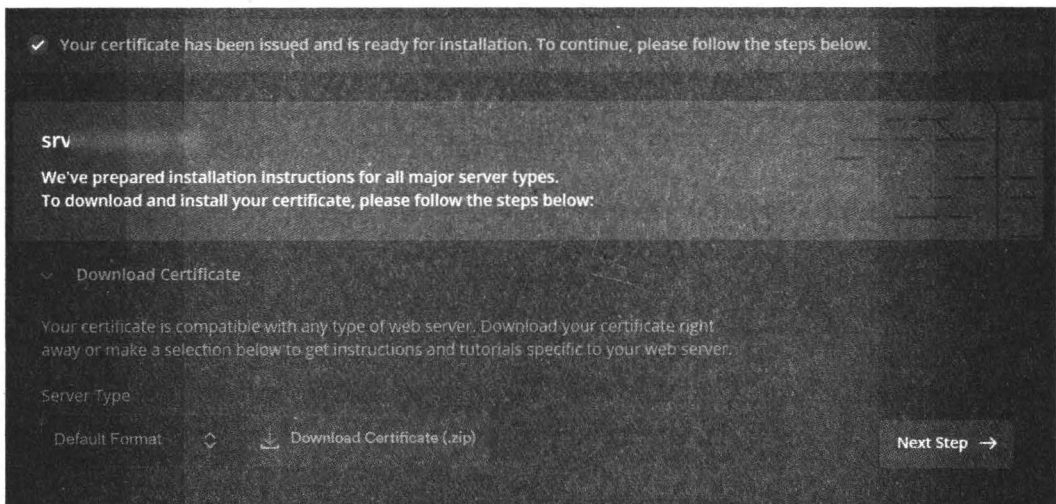 Your certificate has been issued and is ready for installation. To continue, please follow the steps below.
srv
We've prepared installation instructions for all major server types.
To download and install your certificate, please follow the steps below:
Download Certificate
Your certificate is compatible with any type of web server. Download your certificate right
away or make a selection below to get instructions and tutorials specific to your web server.
Server Type
Default Format
Download Certificate (.zip)
Next Step →